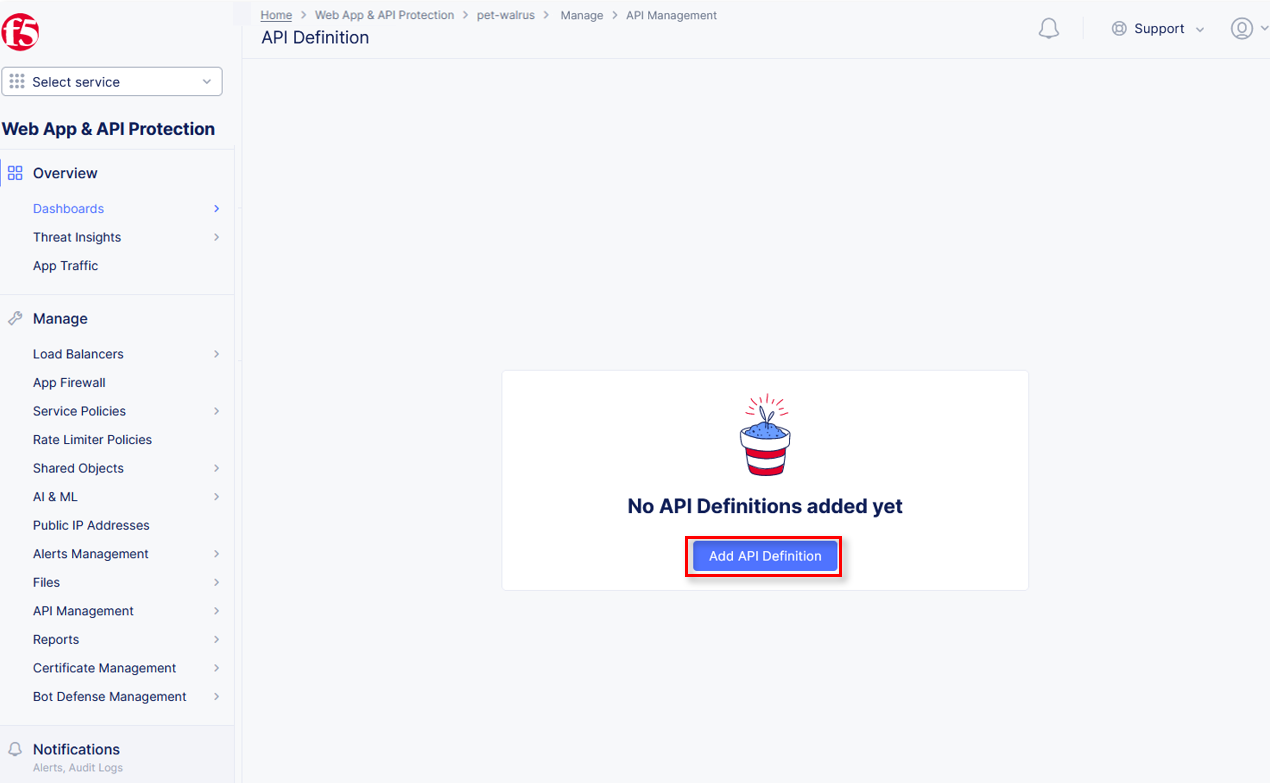 f5
Home > Web App & API Protection > pet-walrus > Manage > API Management
API Definition
Support
Select service
Web App & API Protection
Overview
Dashboards
Threat Insights
App Traffic
Manage
Load Balancers
App Firewall
Service Policies
Rate Limiter Policies
Shared Objects
AI & ML
Public IP Addresses
Alerts Management
Files
API Management
Reports
Certificate Management
Bot Defense Management
Notifications
Alerts, Audit Logs
No API Definitions added yet
Add API Definition